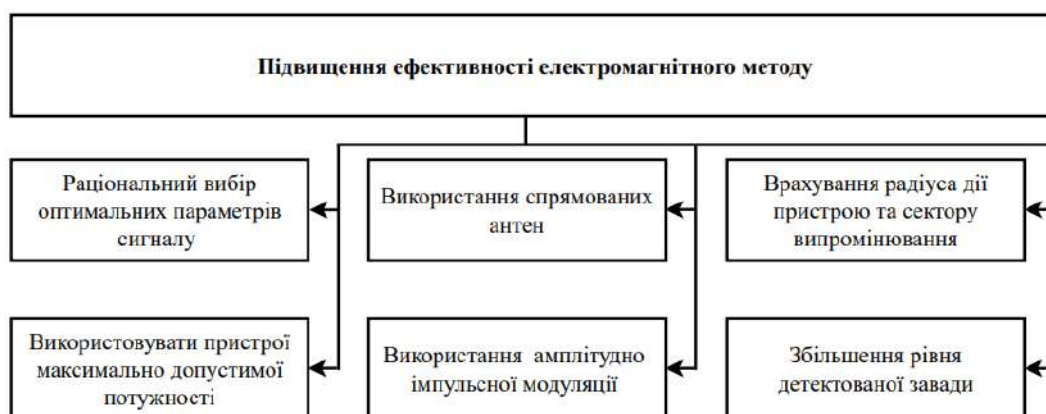 Підвищення ефективності електромагнітного методу
Раціональний вибір
оптимальних параметрів
сигналу
Використання спрямованих
антен
Врахування радіуса дії
пристрою та сектору
випромінювання
Використовувати пристрої
максимально допустимої
потужності
Використання амплітудно
імпульсної модуляції
Збільшення рівня
детектованої завади